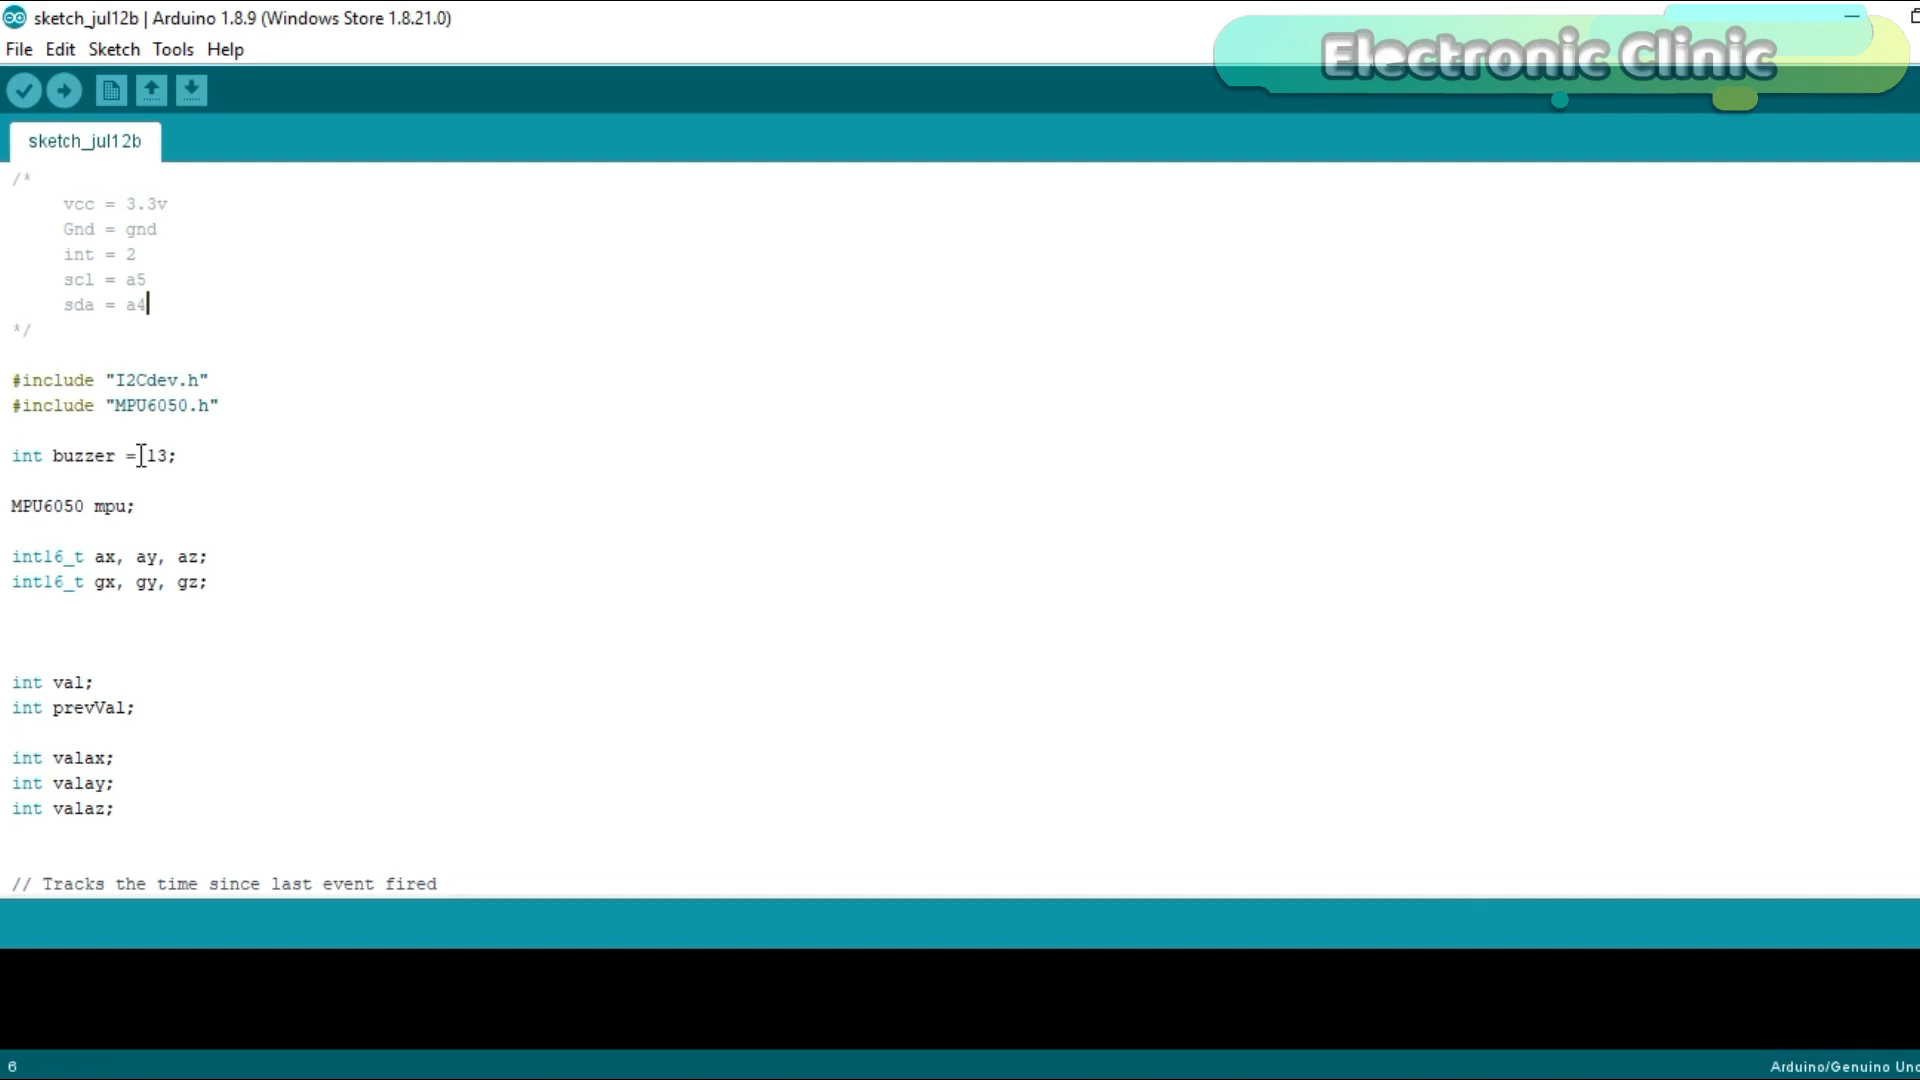 sketch_jul12b | Arduino 1.8.9 (Windows Store 1.8.21.0)
Electronic Clinic
File Edit Sketch Tools Help
sketch_jul12b
/*
vcc = 3.3v
Gnd = gnd
int = 2
scl = a5
sda = a4
*/
#include "I2Cdev.h"
#include "MPU6050.h"
int buzzer = 13;
MPU6050 mpu;
int16_t ax, ay, az;
int16_t gx, gy, gz;
int val;
int prevVal;
int valax;
int valay;
int valaz;
// Tracks the time since last event fired
6
Arduino/Genuino Uno